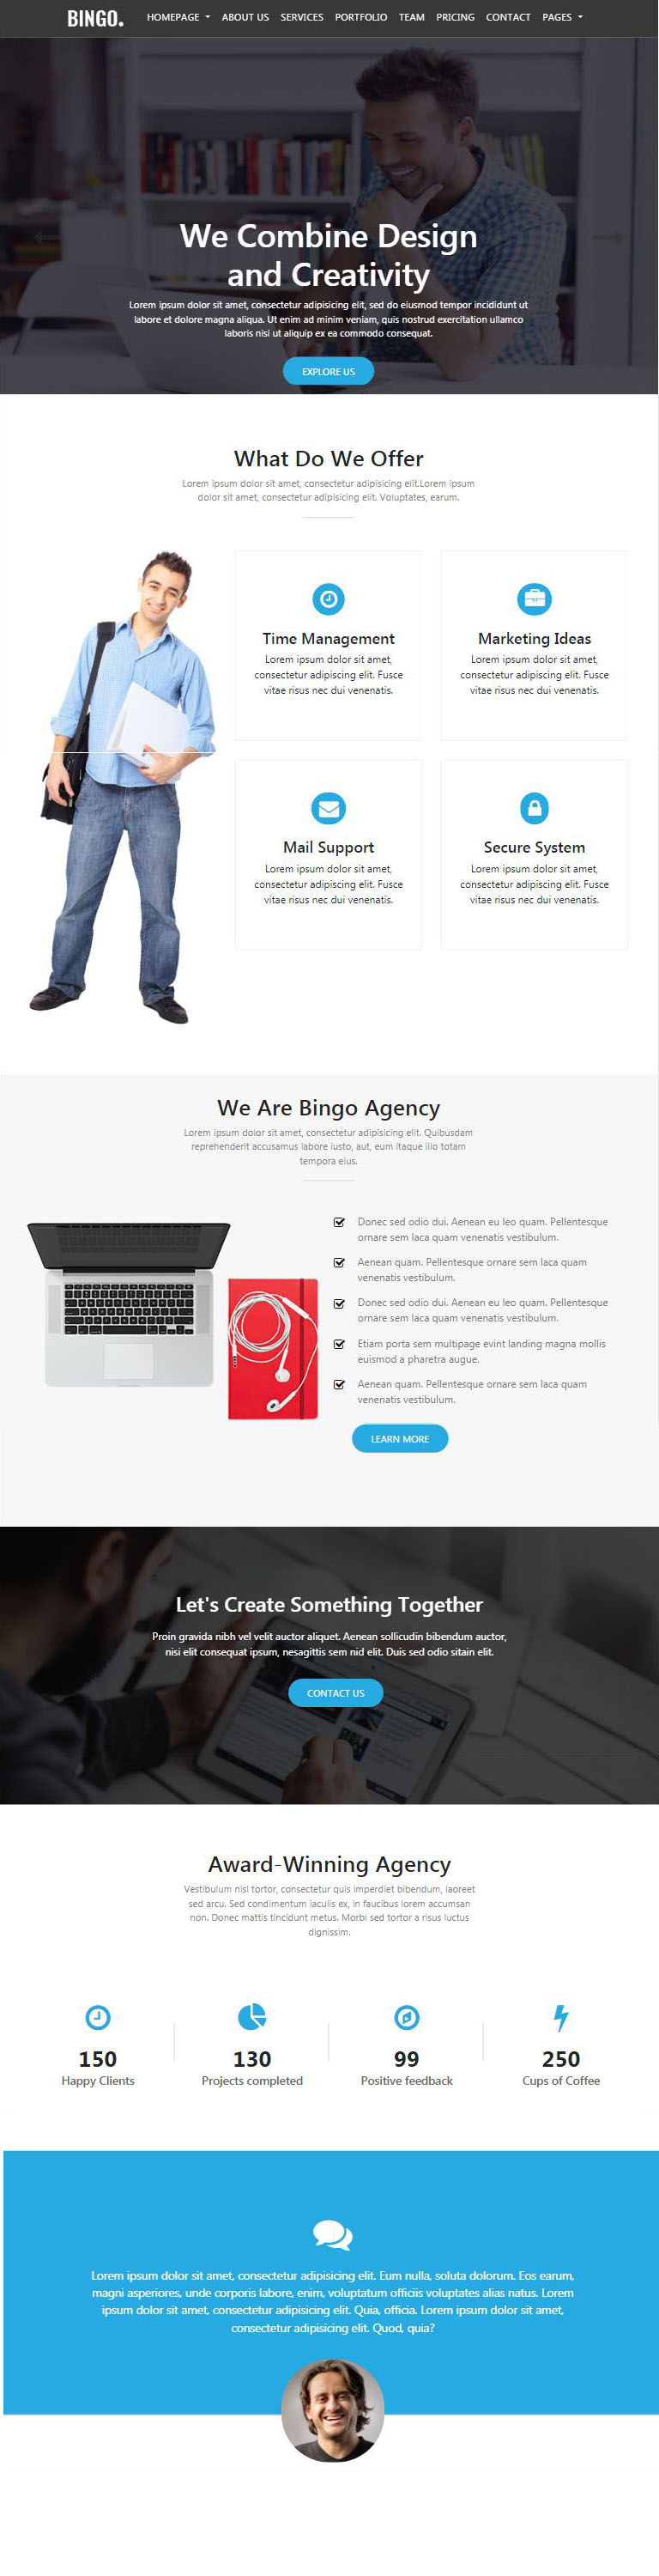 BINGO.
HOMEPAGE ABOUT US SERVICES PORTFOLIO TEAM PRICING CONTACT PAGES
We Combine Design
and Creativity
Lorem ipsum dolor sit amet, consectetur adipisicing elit, sed do eiusmod tempor incididunt ut
labore et dolore magna aliqua. Ut enim ad minim veniam, quis nostrud exercitation ullamco
laboris nisi ut aliquip ex ea commodo consequat.
EXPLORE US
What Do We Offer
Lorem ipsum dolor sit amet, consectetur adipisicing elit.Lorem ipsum
dolor sit amet, consectetur adipisicing elit. Voluptates, earum.
Time Management
Lorem ipsum dolor sit amet,
consectetur adipiscing elit. Fusce
vitae risus nec dui venenatis.
Marketing Ideas
Lorem ipsum dolor sit amet,
consectetur adipiscing elit. Fusce
vitae risus nec dui venenatis.
Mail Support
Lorem ipsum dolor sit amet,
consectetur adipiscing elit. Fusce
vitae risus nec dui venenatis.
Secure System
Lorem ipsum dolor sit amet,
consectetur adipiscing elit. Fusce
vitae risus nec dui venenatis.
We Are Bingo Agency
Lorem ipsum dolor sit amet, consectetur adipisicing elit. Quibusdam
reprehenderit accusamus labore iusto, aut, eum itaque illo totam
tempora eius.
Donec sed odio dui. Aenean eu leo quam. Pellentesque
ornare sem laca quam venenatis vestibulum.
Aenean quam. Pellentesque ornare sem laca quam
venenatis vestibulum.
Donec sed odio dui. Aenean eu leo quam. Pellentesque
ornare sem laca quam venenatis vestibulum.
Etiam porta sem multipage evint landing magna mollis
euismod a pharetra augue.
Aenean quam. Pellentesque ornare sem laca quam
venenatis vestibulum.
LEARN MORE
Let's Create Something Together
Proin gravida nibh vel velit auctor aliquet. Aenean sollicudin bibendum auctor,
nisi elit consequat ipsum, nesagittis sem nid elit. Duis sed odio sitain elit.
CONTACT US
Award-Winning Agency
Vestibulum nisl tortor, consectetur quis imperdiet bibendum, laoreet
sed arcu. Sed condimentum iaculis ex, in faucibus lorem accumsan
non. Donec mattis tincidunt metus. Morbi sed tortor a risus luctus
dignissim.
150
Happy Clients
130
Projects completed
99
Positive feedback
250
Cups of Coffee
Lorem ipsum dolor sit amet, consectetur adipisicing elit. Eum nulla, soluta dolorum. Eos earum,
magni asperiores, unde corporis labore, enim, voluptatum officiis voluptates alias natus. Lorem
ipsum dolor sit amet, consectetur adipisicing elit. Quia, officia. Lorem ipsum dolor sit amet,
consectetur adipisicing elit. Quod, quia?